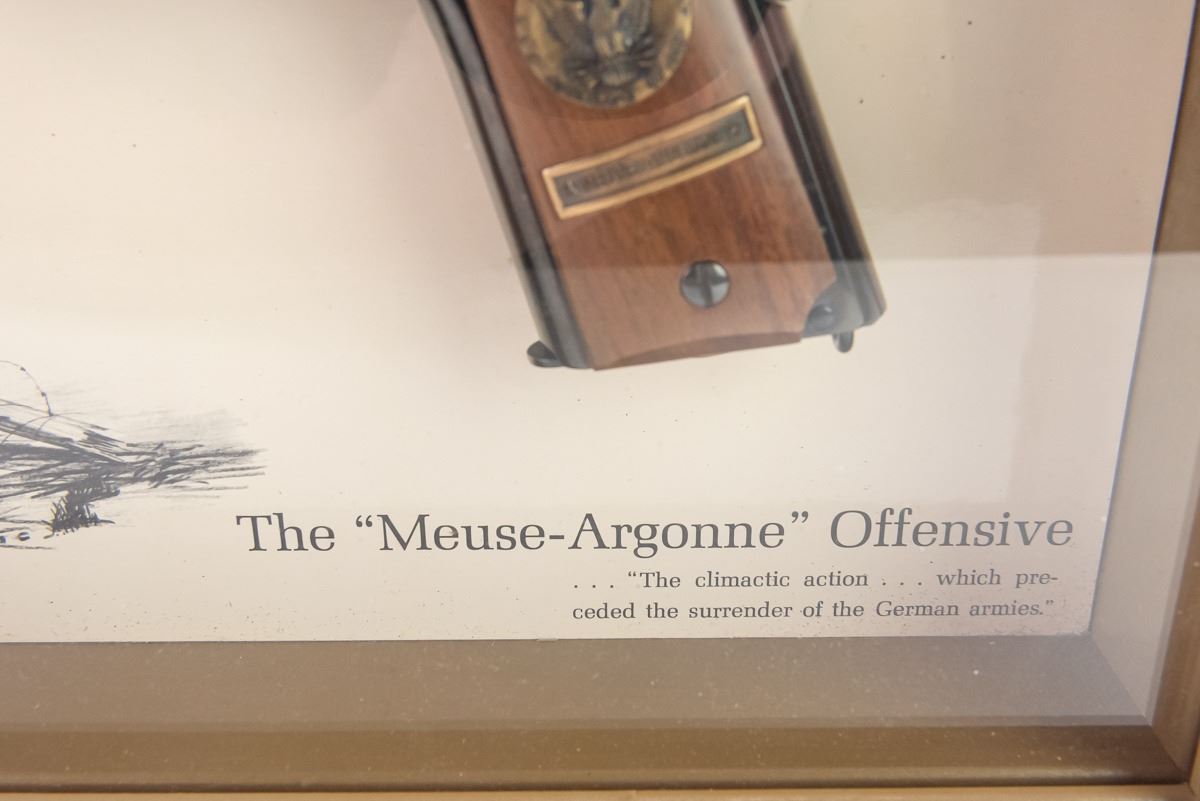 The “Meuse-Argonne” Offensive
. . . “The climactic action . . . which pre-
ceded the surrender of the German armies.”